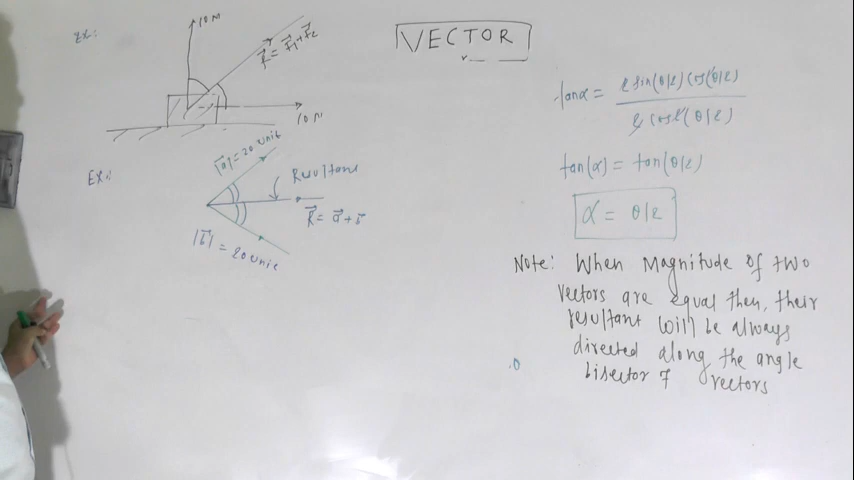 VECTOR
Ex:
10 N
R⃗ = F⃗1+F⃗2
10 N
Ex:
|a⃗| = 20 unit
Resultant
R⃗ = a⃗ + b⃗
|b⃗| = 20 unit
tanα = 2 sin(θ/2) cos(θ/2) / 2 cos²(θ/2)
tan(α) = tan(θ/2)
α = θ/2
Note: When Magnitude of two
vectors are equal then, their
resultant will be always
directed along the angle
bisector of vectors